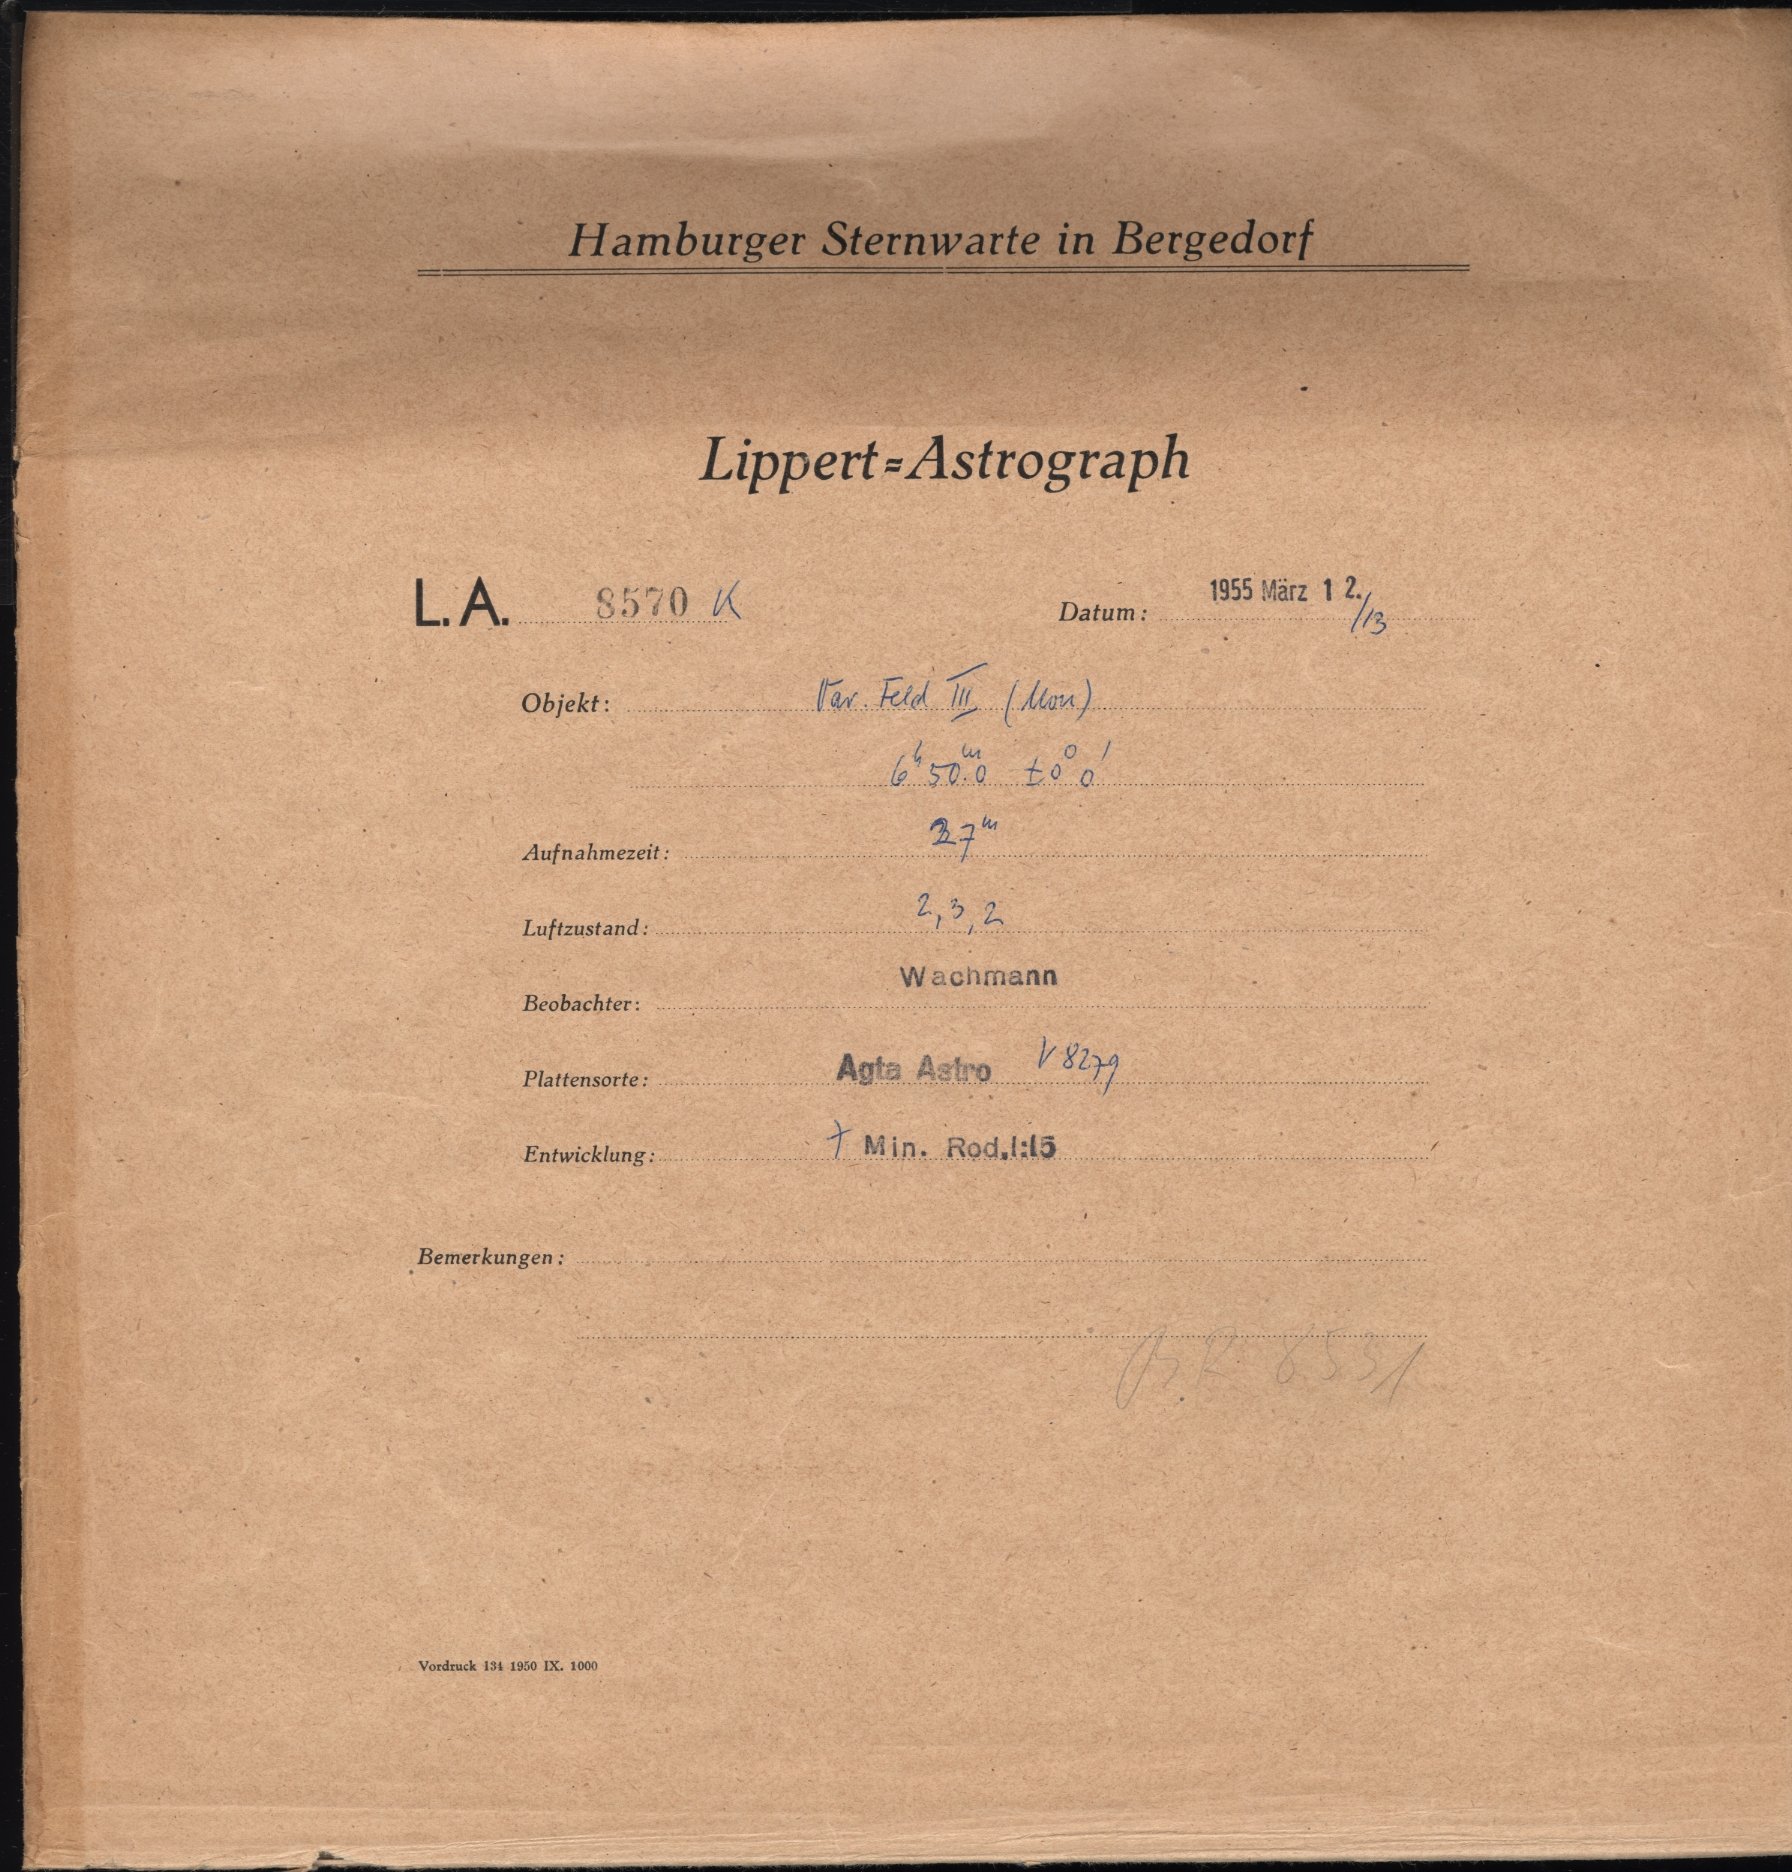 Hamburger Sternwarte in Bergedorf
Lippert=Astrograph
L. A. 8570 K Datum: 1955 März 12./13
Objekt: Var. Feld III (Mon)
6h 50m.0 ±0° 0'
Aufnahmezeit: 27m
Luftzustand: 2, 3, 2
Beobachter: Wachmann
Plattensorte: Agfa Astro V 8279
Entwicklung: 7 Min. Rod. 1:15
Bemerkungen:
Vordruck 134 1950 IX. 1000